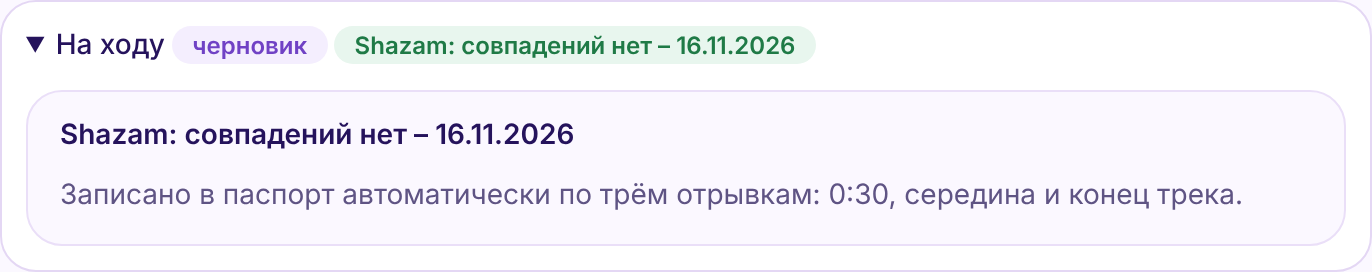 На ходу черновик Shazam: совпадений нет – 16.11.2026
Shazam: совпадений нет – 16.11.2026
Записано в паспорт автоматически по трём отрывкам: 0:30, середина и конец трека.